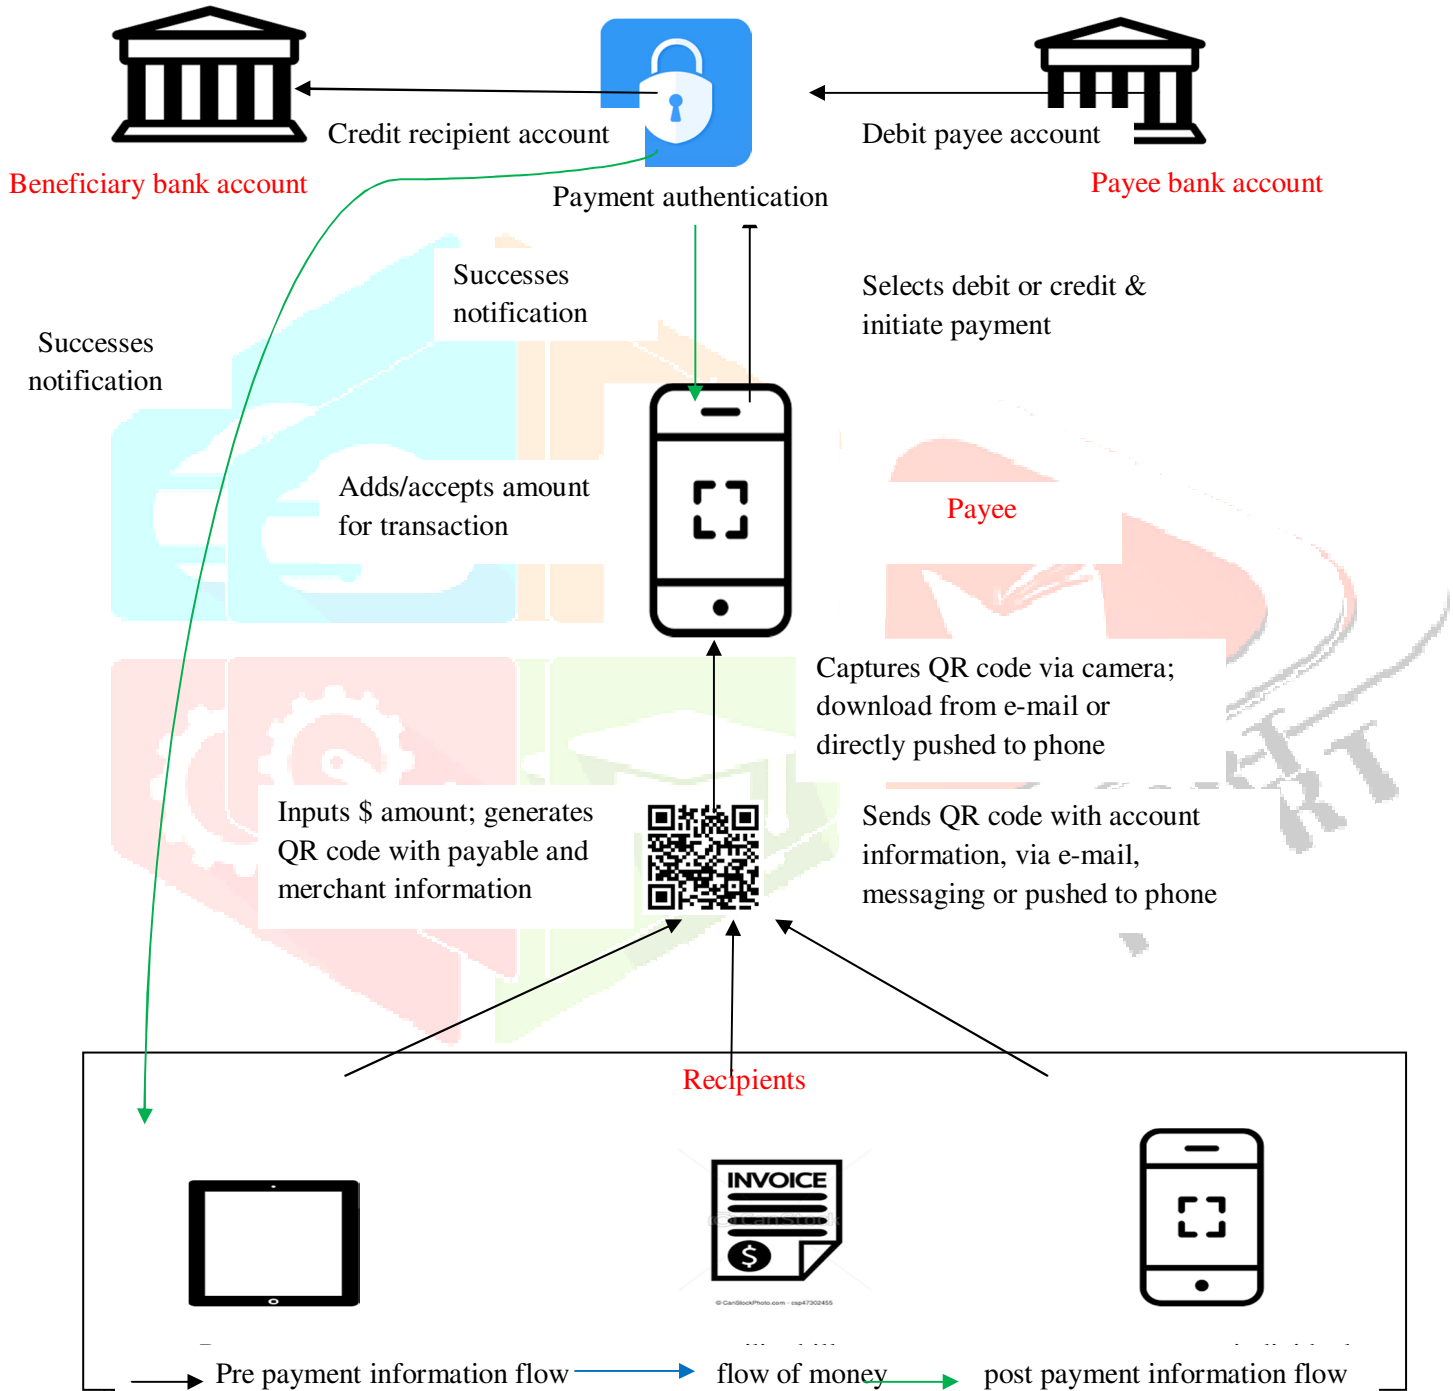 Credit recipient account
Debit payee account
Beneficiary bank account
Payment authentication
Payee bank account
Successes
notification
Selects debit or credit &
initiate payment
Successes
notification
Adds/accepts amount
for transaction
Payee
Captures QR code via camera;
download from e-mail or
directly pushed to phone
Inputs $ amount; generates
QR code with payable and
merchant information
Sends QR code with account
information, via e-mail,
messaging or pushed to phone
Recipients
INVOICE
$
© CanStockPhoto.com - csp47302455
Pre payment information flow
flow of money
post payment information flow